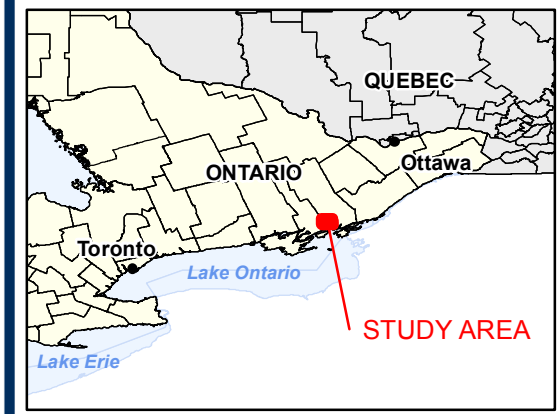 QUEBEC
Ottawa
ONTARIO
Toronto
Lake Ontario
STUDY AREA
Lake Erie